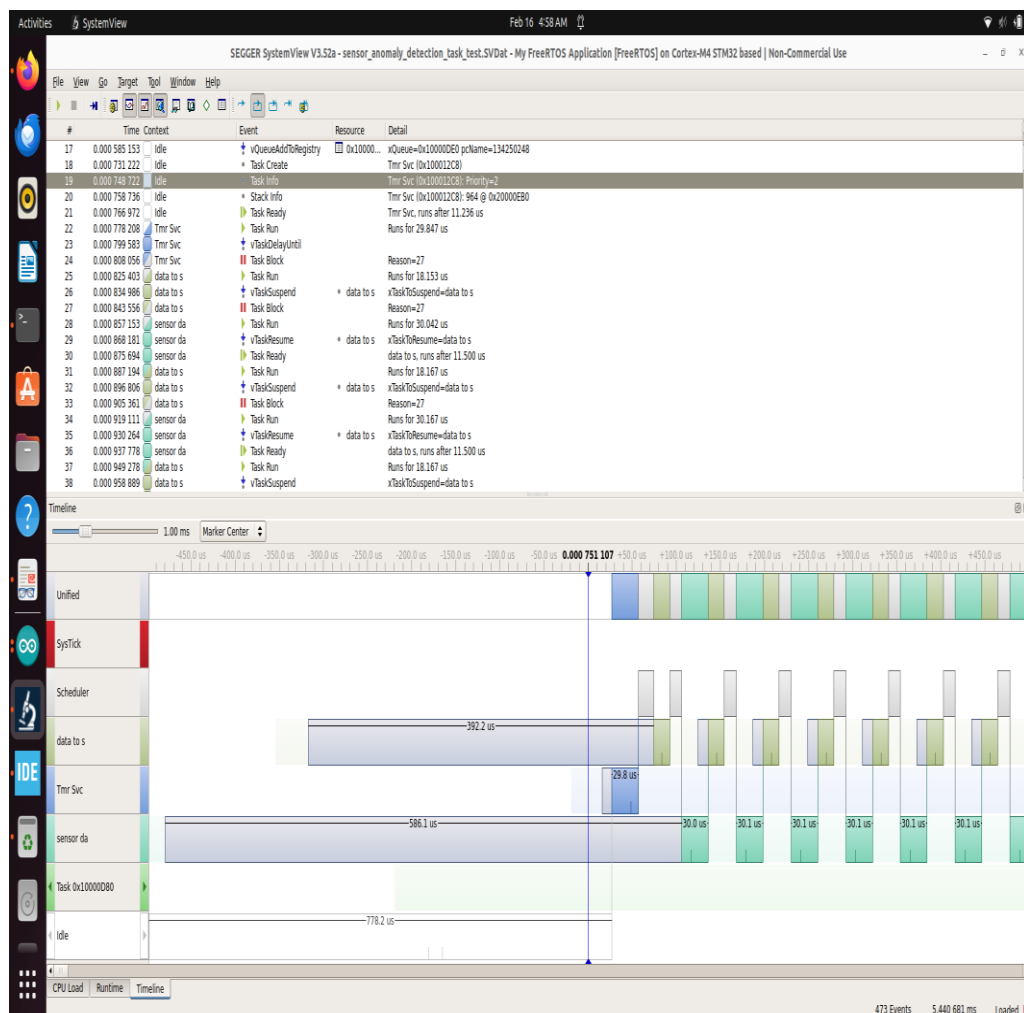 Activities SystemView Feb 16 4:58 AM
SEGGER SystemView V3.52a - sensor_anomaly_detection_task_test.SVDat - My FreeRTOS Application [FreeRTOS] on Cortex-M4 STM32 based | Non-Commercial Use
File View Go Target Tool Window Help
# Time Context Event Resource Detail
17 0.000 585 153 Idle vQueueAddToRegistry 0x10000... xQueue=0x10000DE0 pcName=134250248
18 0.000 731 222 Idle Task Create Tmr Svc (0x100012C8)
19 0.000 748 722 Idle Task Info Tmr Svc (0x100012C8): Priority=2
20 0.000 758 736 Idle Stack Info Tmr Svc (0x100012C8): 964 @ 0x20000EB0
21 0.000 766 972 Idle Task Ready Tmr Svc, runs after 11.236 us
22 0.000 778 208 Tmr Svc Task Run Runs for 29.847 us
23 0.000 799 583 Tmr Svc vTaskDelayUntil
24 0.000 808 056 Tmr Svc Task Block Reason=27
25 0.000 825 403 data to s Task Run Runs for 18.153 us
26 0.000 834 986 data to s vTaskSuspend data to s xTaskToSuspend=data to s
27 0.000 843 556 data to s Task Block Reason=27
28 0.000 857 153 sensor da Task Run Runs for 30.042 us
29 0.000 868 181 sensor da vTaskResume data to s xTaskToResume=data to s
30 0.000 875 694 sensor da Task Ready data to s, runs after 11.500 us
31 0.000 887 194 data to s Task Run Runs for 18.167 us
32 0.000 896 806 data to s vTaskSuspend data to s xTaskToSuspend=data to s
33 0.000 905 361 data to s Task Block Reason=27
34 0.000 919 111 sensor da Task Run Runs for 30.167 us
35 0.000 930 264 sensor da vTaskResume data to s xTaskToResume=data to s
36 0.000 937 778 sensor da Task Ready data to s, runs after 11.500 us
37 0.000 949 278 data to s Task Run Runs for 18.167 us
38 0.000 958 889 data to s vTaskSuspend xTaskToSuspend=data to s
Timeline
1.00 ms Marker Center
-450.0 us -400.0 us -350.0 us -300.0 us -250.0 us -200.0 us -150.0 us -100.0 us -50.0 us 0.000 751 107 +50.0 us +100.0 us +150.0 us +200.0 us +250.0 us +300.0 us +350.0 us +400.0 us +450.0 us
Unified
SysTick
Scheduler
data to s 392.2 us
Tmr Svc 29.8 us
sensor da 586.1 us 30.0 us 30.1 us 30.1 us 30.1 us 30.1 us 30.1 us
Task 0x10000D80
Idle 778.2 us
IDE
CPU Load Runtime Timeline
473 Events 5.440 681 ms Loaded